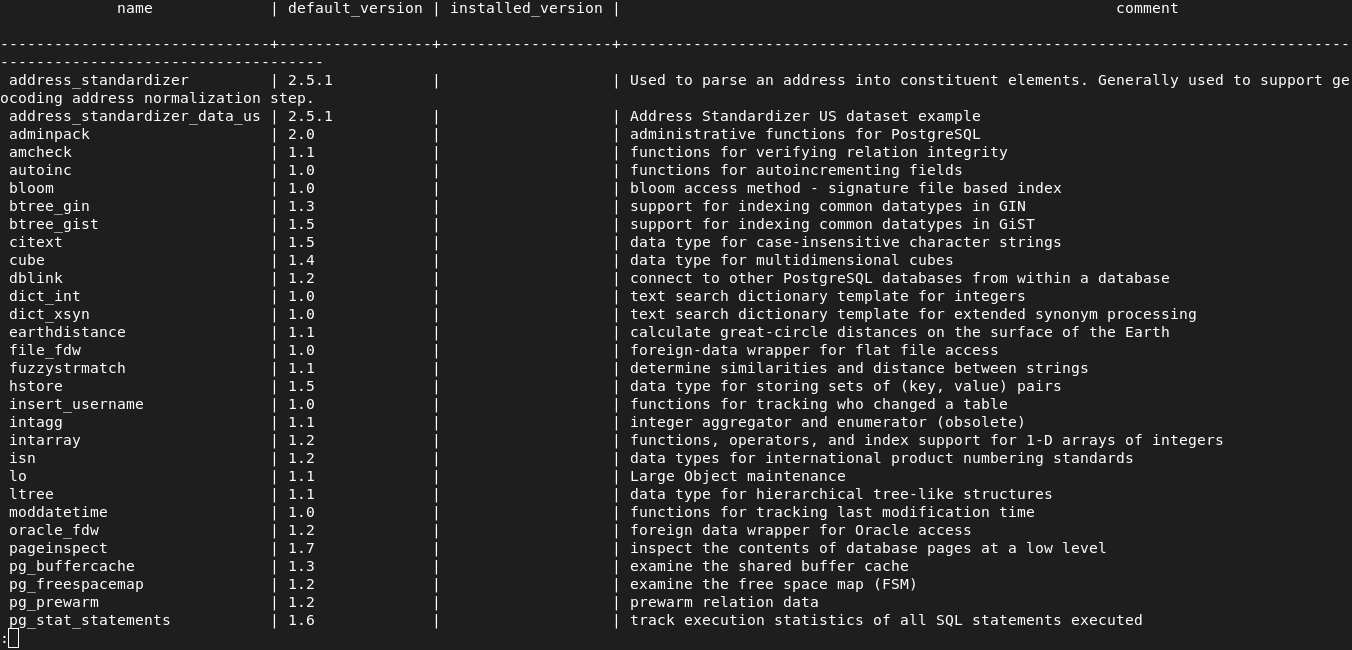 name              | default_version | installed_version |                                                       comment
------------------------------+-----------------+-------------------+---------------------------------------------------------------------------------
------------------------------------
 address_standardizer         | 2.5.1           |                   | Used to parse an address into constituent elements. Generally used to support ge
ocoding address normalization step.
 address_standardizer_data_us | 2.5.1           |                   | Address Standardizer US dataset example
 adminpack                    | 2.0             |                   | administrative functions for PostgreSQL
 amcheck                      | 1.1             |                   | functions for verifying relation integrity
 autoinc                      | 1.0             |                   | functions for autoincrementing fields
 bloom                        | 1.0             |                   | bloom access method - signature file based index
 btree_gin                    | 1.3             |                   | support for indexing common datatypes in GIN
 btree_gist                   | 1.5             |                   | support for indexing common datatypes in GiST
 citext                       | 1.5             |                   | data type for case-insensitive character strings
 cube                         | 1.4             |                   | data type for multidimensional cubes
 dblink                       | 1.2             |                   | connect to other PostgreSQL databases from within a database
 dict_int                     | 1.0             |                   | text search dictionary template for integers
 dict_xsyn                    | 1.0             |                   | text search dictionary template for extended synonym processing
 earthdistance                | 1.1             |                   | calculate great-circle distances on the surface of the Earth
 file_fdw                     | 1.0             |                   | foreign-data wrapper for flat file access
 fuzzystrmatch                | 1.1             |                   | determine similarities and distance between strings
 hstore                       | 1.5             |                   | data type for storing sets of (key, value) pairs
 insert_username              | 1.0             |                   | functions for tracking who changed a table
 intagg                       | 1.1             |                   | integer aggregator and enumerator (obsolete)
 intarray                     | 1.2             |                   | functions, operators, and index support for 1-D arrays of integers
 isn                          | 1.2             |                   | data types for international product numbering standards
 lo                           | 1.1             |                   | Large Object maintenance
 ltree                        | 1.1             |                   | data type for hierarchical tree-like structures
 moddatetime                  | 1.0             |                   | functions for tracking last modification time
 oracle_fdw                   | 1.2             |                   | foreign data wrapper for Oracle access
 pageinspect                  | 1.7             |                   | inspect the contents of database pages at a low level
 pg_buffercache               | 1.3             |                   | examine the shared buffer cache
 pg_freespacemap              | 1.2             |                   | examine the free space map (FSM)
 pg_prewarm                   | 1.2             |                   | prewarm relation data
 pg_stat_statements           | 1.6             |                   | track execution statistics of all SQL statements executed
: